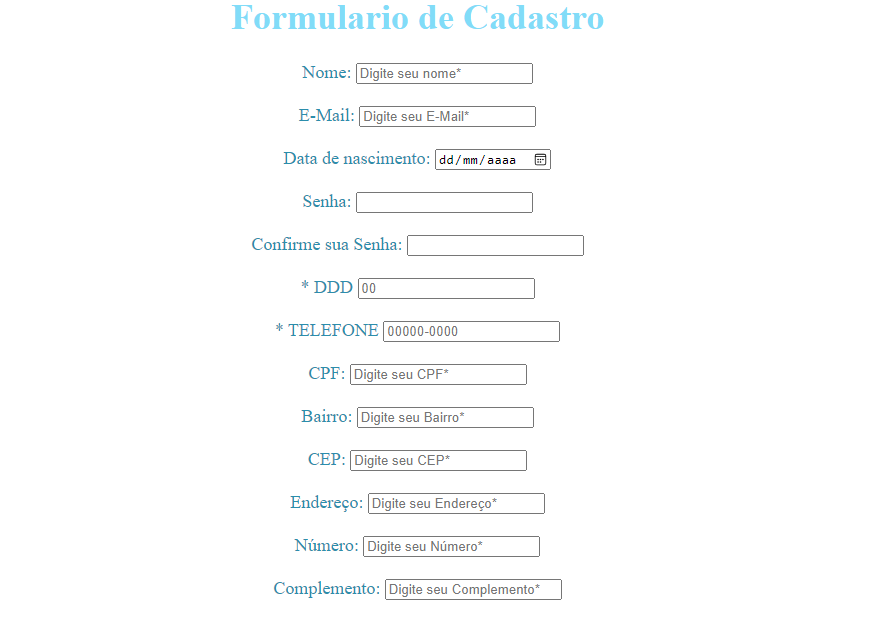 Formulario de Cadastro
Nome: Digite seu nome*
E-Mail: Digite seu E-Mail*
Data de nascimento: dd/mm/aaaa
Senha:
Confirme sua Senha:
* DDD 00
* TELEFONE 00000-0000
CPF: Digite seu CPF*
Bairro: Digite seu Bairro*
CEP: Digite seu CEP*
Endereço: Digite seu Endereço*
Número: Digite seu Número*
Complemento: Digite seu Complemento*